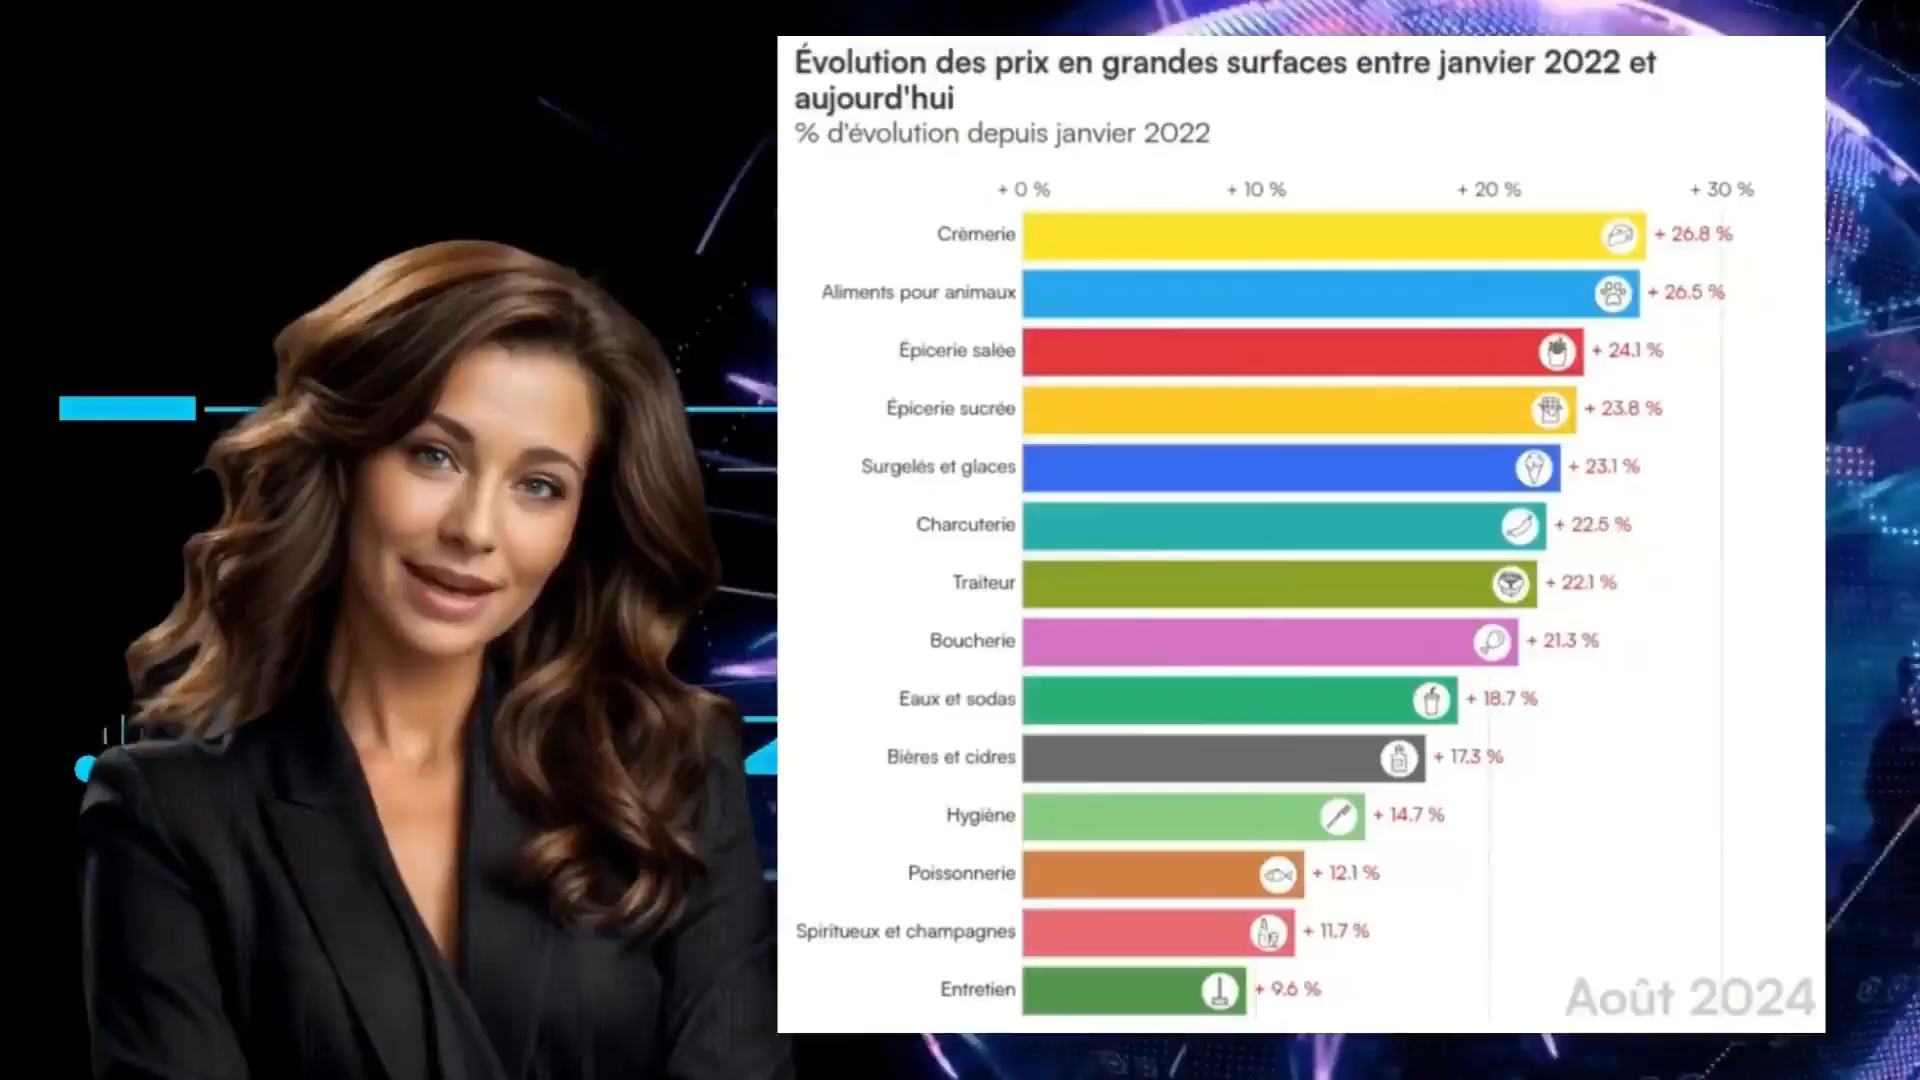 Évolution des prix en grandes surfaces entre janvier 2022 et
aujourd'hui
% d'évolution depuis janvier 2022
+ 0 % + 10 % + 20 % + 30 %
Crèmerie + 26.8 %
Aliments pour animaux + 26.5 %
Épicerie salée + 24.1 %
Épicerie sucrée + 23.8 %
Surgelés et glaces + 23.1 %
Charcuterie + 22.5 %
Traiteur + 22.1 %
Boucherie + 21.3 %
Eaux et sodas + 18.7 %
Bières et cidres + 17.3 %
Hygiène + 14.7 %
Poissonnerie + 12.1 %
Spiritueux et champagnes + 11.7 %
Entretien + 9.6 %
Août 2024